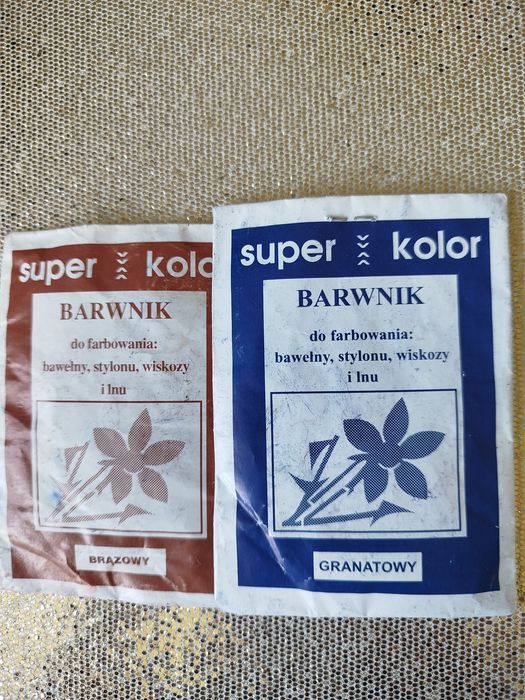 super kolo
BARWNIK
do farbowania:
bawełny, stylonu, wiskozy
i lnu
BRĄZOWY
super kolor
BARWNIK
do farbowania:
bawełny, stylonu, wiskozy
i lnu
GRANATOWY